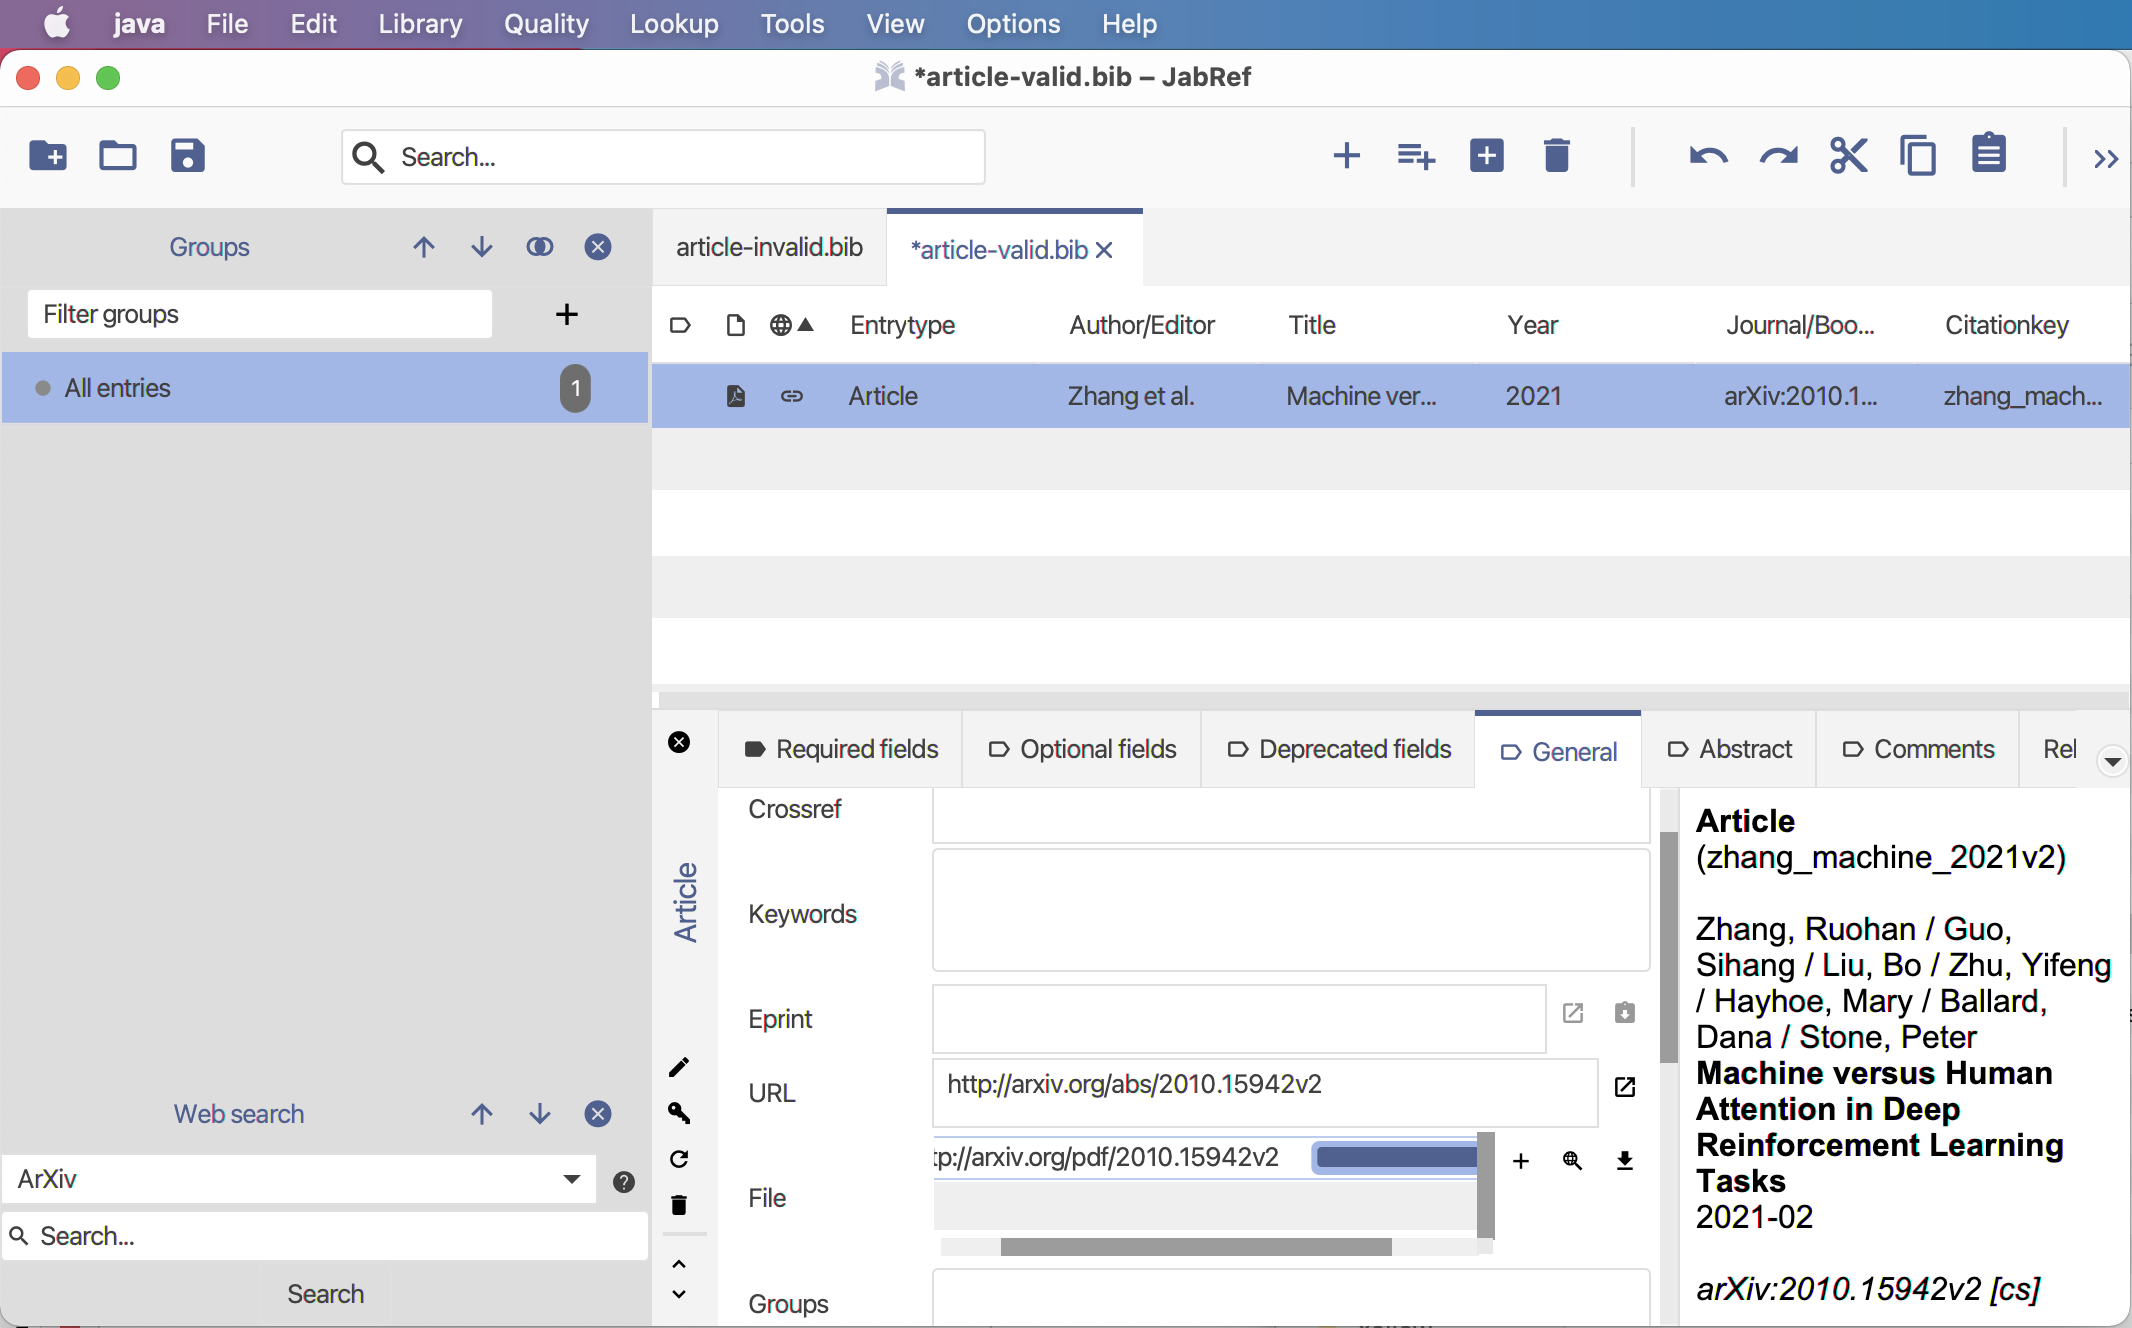 java File Edit Library Quality Lookup Tools View Options Help
*article-valid.bib – JabRef
Search...
Groups
Filter groups
All entries 1
article-invalid.bib *article-valid.bib
Entrytype Author/Editor Title Year Journal/Boo... Citationkey
Article Zhang et al. Machine ver... 2021 arXiv:2010.1... zhang_mach...
Required fields Optional fields Deprecated fields General Abstract Comments Rel
Article
Crossref
Keywords
Eprint
URL http://arxiv.org/abs/2010.15942v2
File tp://arxiv.org/pdf/2010.15942v2
Groups
Article
(zhang_machine_2021v2)
Zhang, Ruohan / Guo,
Sihang / Liu, Bo / Zhu, Yifeng
/ Hayhoe, Mary / Ballard,
Dana / Stone, Peter
Machine versus Human
Attention in Deep
Reinforcement Learning
Tasks
2021-02
arXiv:2010.15942v2 [cs]
Web search
ArXiv
Search...
Search